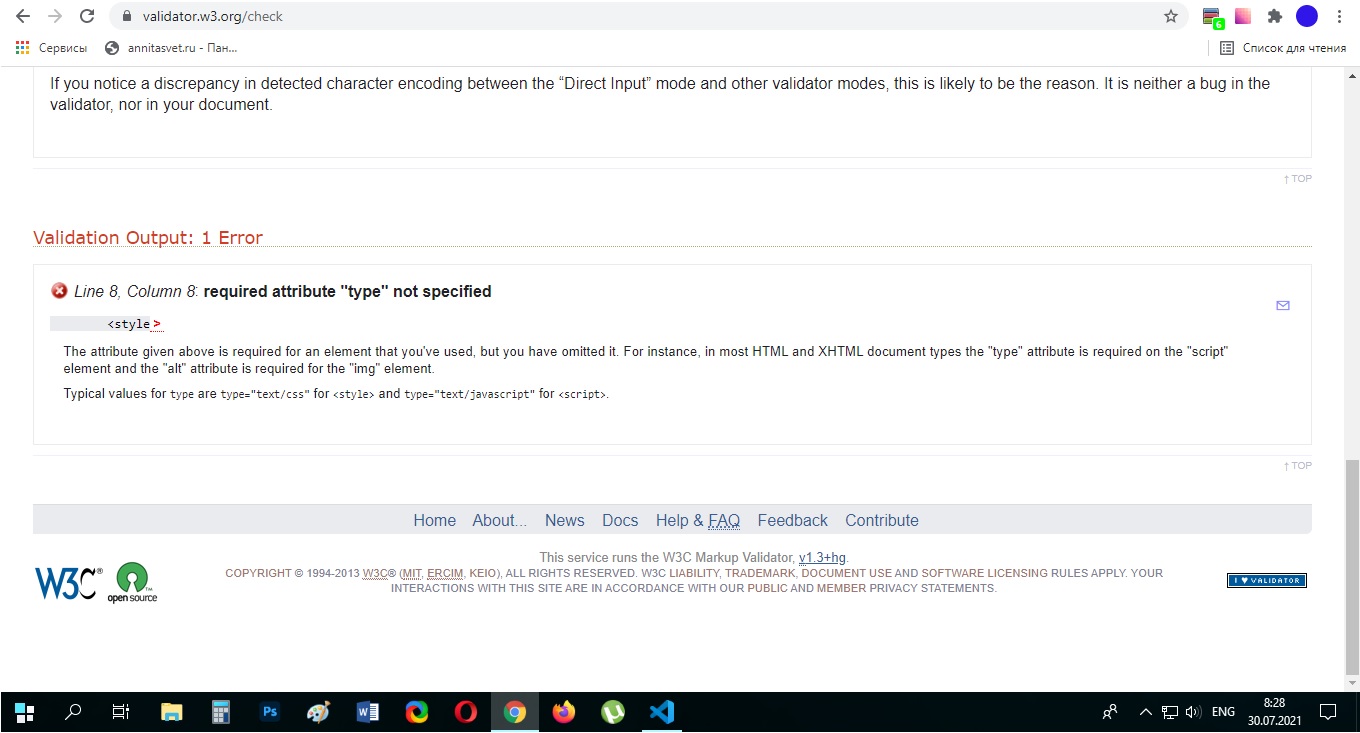 validator.w3.org/check
6
Сервисы
annitasvet.ru - Пан...
Список для чтения
If you notice a discrepancy in detected character encoding between the “Direct Input” mode and other validator modes, this is likely to be the reason. It is neither a bug in the
validator, nor in your document.
↑ TOP
Validation Output: 1 Error
Line 8, Column 8: required attribute "type" not specified
<style>
The attribute given above is required for an element that you've used, but you have omitted it. For instance, in most HTML and XHTML document types the "type" attribute is required on the "script"
element and the "alt" attribute is required for the "img" element.
Typical values for type are type="text/css" for <style> and type="text/javascript" for <script>.
↑ TOP
Home About... News Docs Help & FAQ Feedback Contribute
This service runs the W3C Markup Validator, v1.3+hg.
COPYRIGHT © 1994-2013 W3C® (MIT, ERCIM, KEIO), ALL RIGHTS RESERVED. W3C LIABILITY, TRADEMARK, DOCUMENT USE AND SOFTWARE LICENSING RULES APPLY. YOUR
INTERACTIONS WITH THIS SITE ARE IN ACCORDANCE WITH OUR PUBLIC AND MEMBER PRIVACY STATEMENTS.
W3C®
open source™
I ♥ VALIDATOR
Ps
W
ENG
8:28
30.07.2021